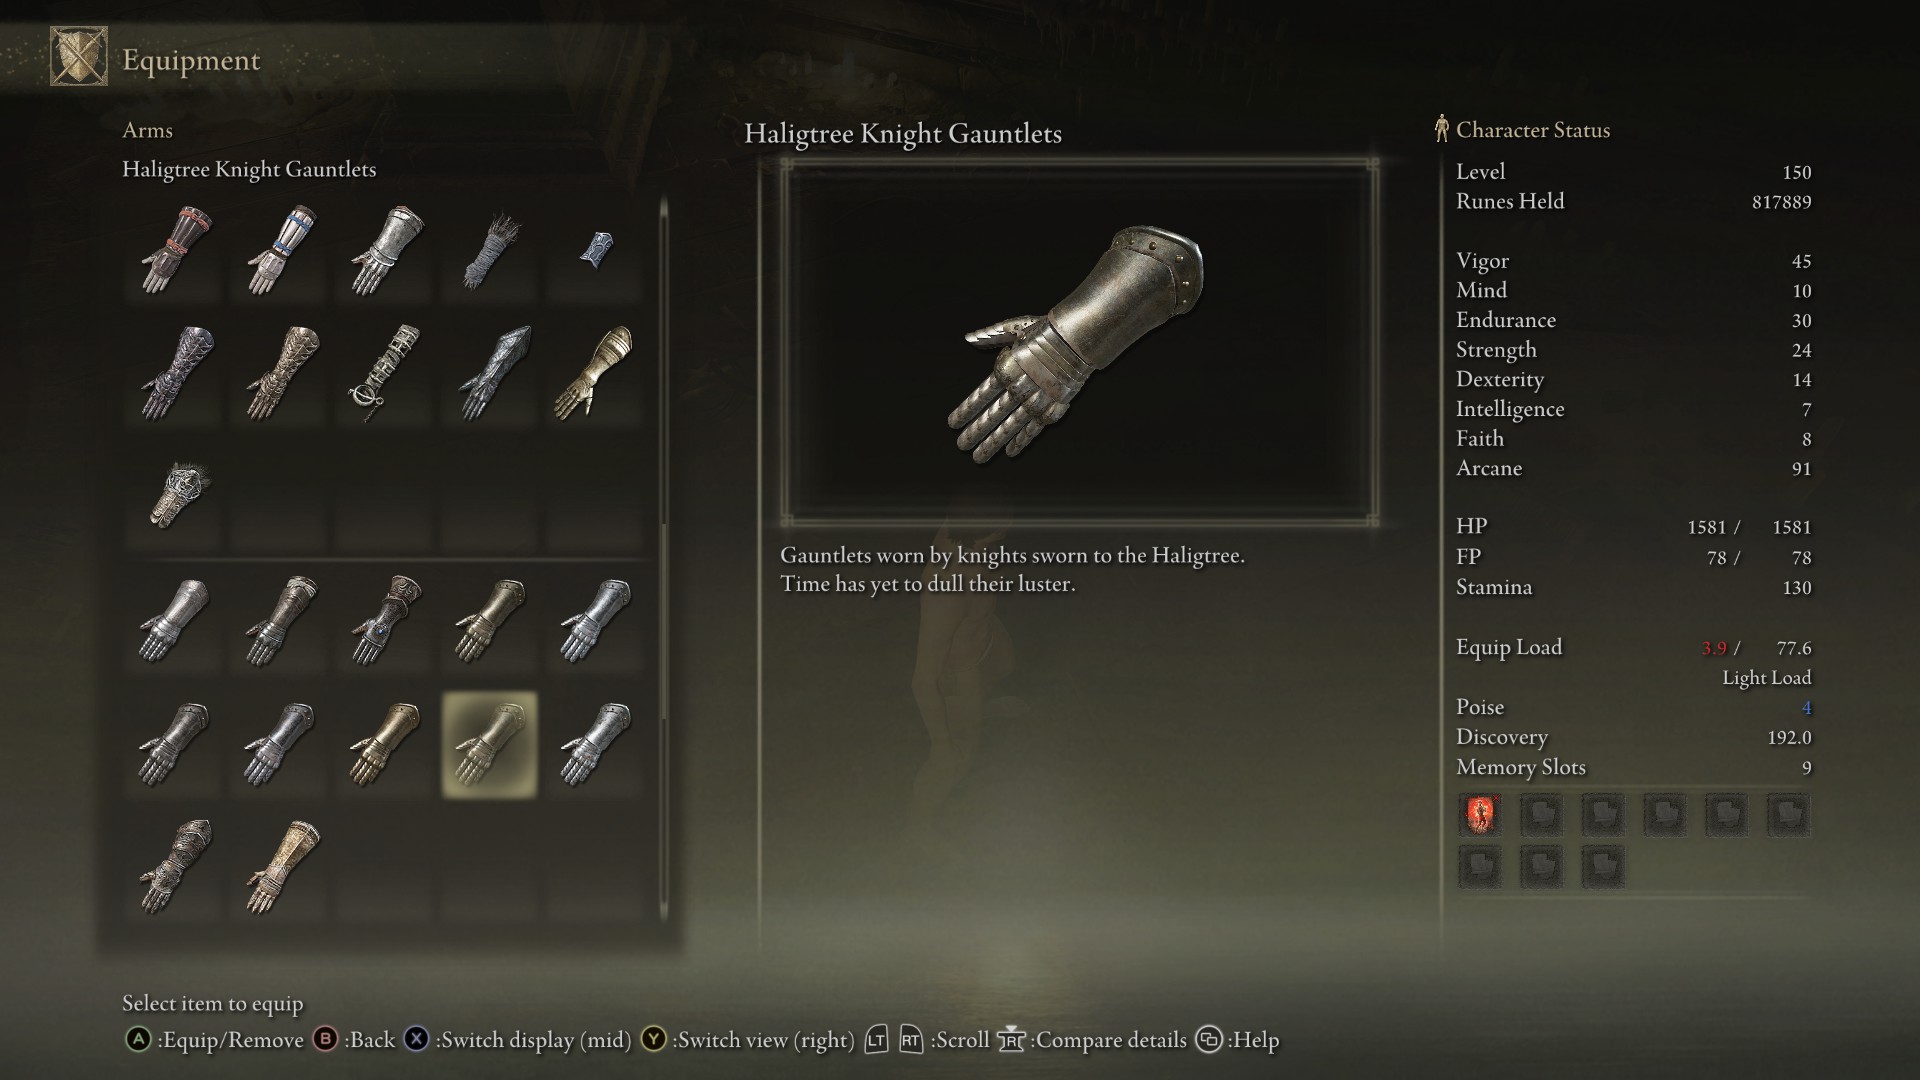 Equipment
Arms
Haligtree Knight Gauntlets
Haligtree Knight Gauntlets
Gauntlets worn by knights sworn to the Haligtree.
Time has yet to dull their luster.
Character Status
Level 150
Runes Held 817889
Vigor 45
Mind 10
Endurance 30
Strength 24
Dexterity 14
Intelligence 7
Faith 8
Arcane 91
HP 1581 / 1581
FP 78 / 78
Stamina 130
Equip Load 3.9 / 77.6
Light Load
Poise 4
Discovery 192.0
Memory Slots 9
Select item to equip
A :Equip/Remove B :Back X :Switch display (mid) Y :Switch view (right) LT RT :Scroll R :Compare details :Help